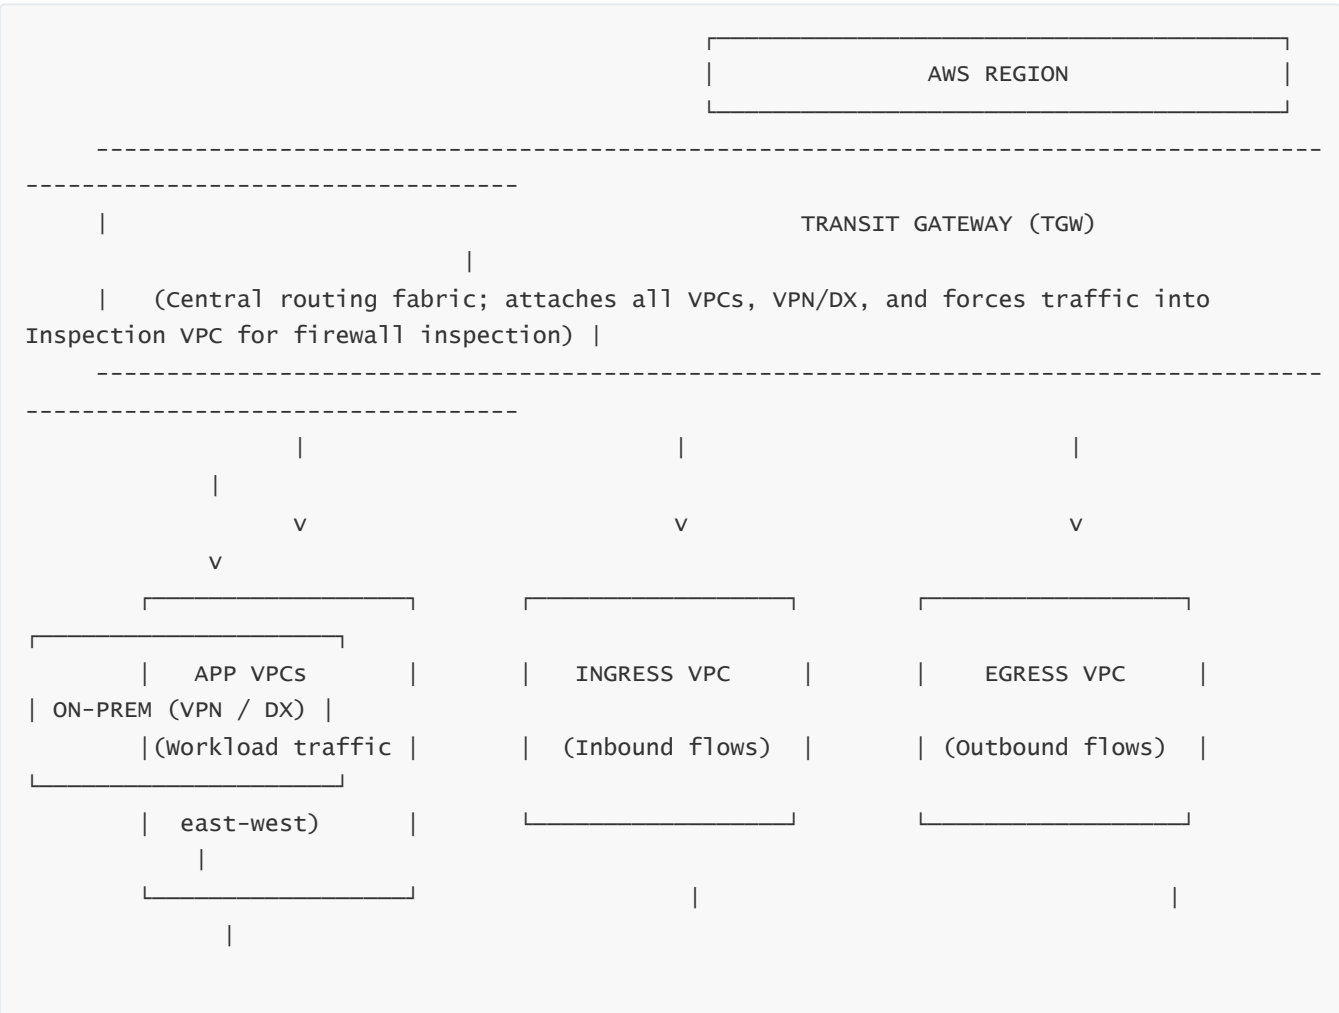 AWS REGION
--------------------------------------------------------------------------------------
-----------------------------------
| TRANSIT GATEWAY (TGW)
|
| (Central routing fabric; attaches all VPCs, VPN/DX, and forces traffic into
Inspection VPC for firewall inspection) |
--------------------------------------------------------------------------------------
-----------------------------------
| | |
|
v v v
v
| APP VPCs | | INGRESS VPC | | EGRESS VPC |
| ON-PREM (VPN / DX) |
|(Workload traffic | | (Inbound flows) | | (Outbound flows) |
| east-west) |
|
| |
|